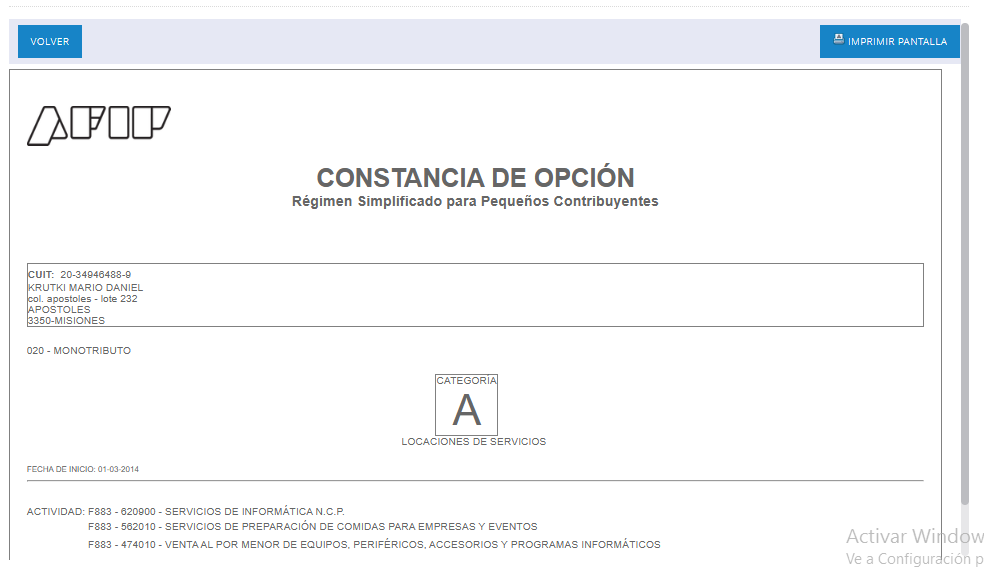 VOLVER
IMPRIMIR PANTALLA
AFIP
CONSTANCIA DE OPCIÓN
Régimen Simplificado para Pequeños Contribuyentes
CUIT: 20-34946488-9
KRUTKI MARIO DANIEL
col. apostoles - lote 232
APOSTOLES
3350-MISIONES
020 - MONOTRIBUTO
CATEGORÍA
A
LOCACIONES DE SERVICIOS
FECHA DE INICIO: 01-03-2014
ACTIVIDAD: F883 - 620900 - SERVICIOS DE INFORMÁTICA N.C.P.
F883 - 562010 - SERVICIOS DE PREPARACIÓN DE COMIDAS PARA EMPRESAS Y EVENTOS
F883 - 474010 - VENTA AL POR MENOR DE EQUIPOS, PERIFÉRICOS, ACCESORIOS Y PROGRAMAS INFORMÁTICOS
Activar Window
Ve a Configuración p